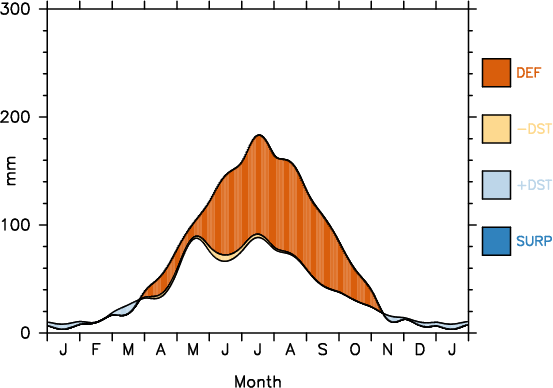 300
200
100
0
mm
J F M A M J J A S O N D J
Month
DEF
−DST
+DST
SURP